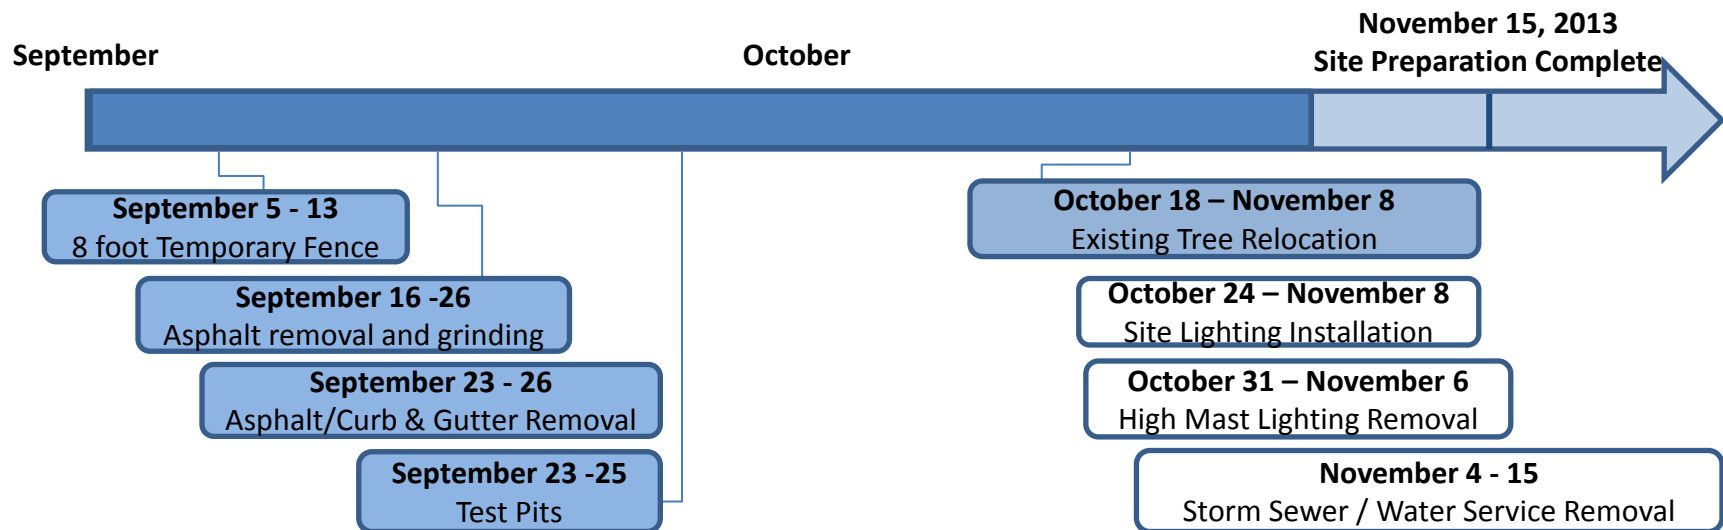 September
October
November 15, 2013
Site Preparation Complete
September 5 - 13
8 foot Temporary Fence
September 16 -26
Asphalt removal and grinding
September 23 - 26
Asphalt/Curb & Gutter Removal
September 23 -25
Test Pits
October 18 – November 8
Existing Tree Relocation
October 24 – November 8
Site Lighting Installation
October 31 – November 6
High Mast Lighting Removal
November 4 - 15
Storm Sewer / Water Service Removal